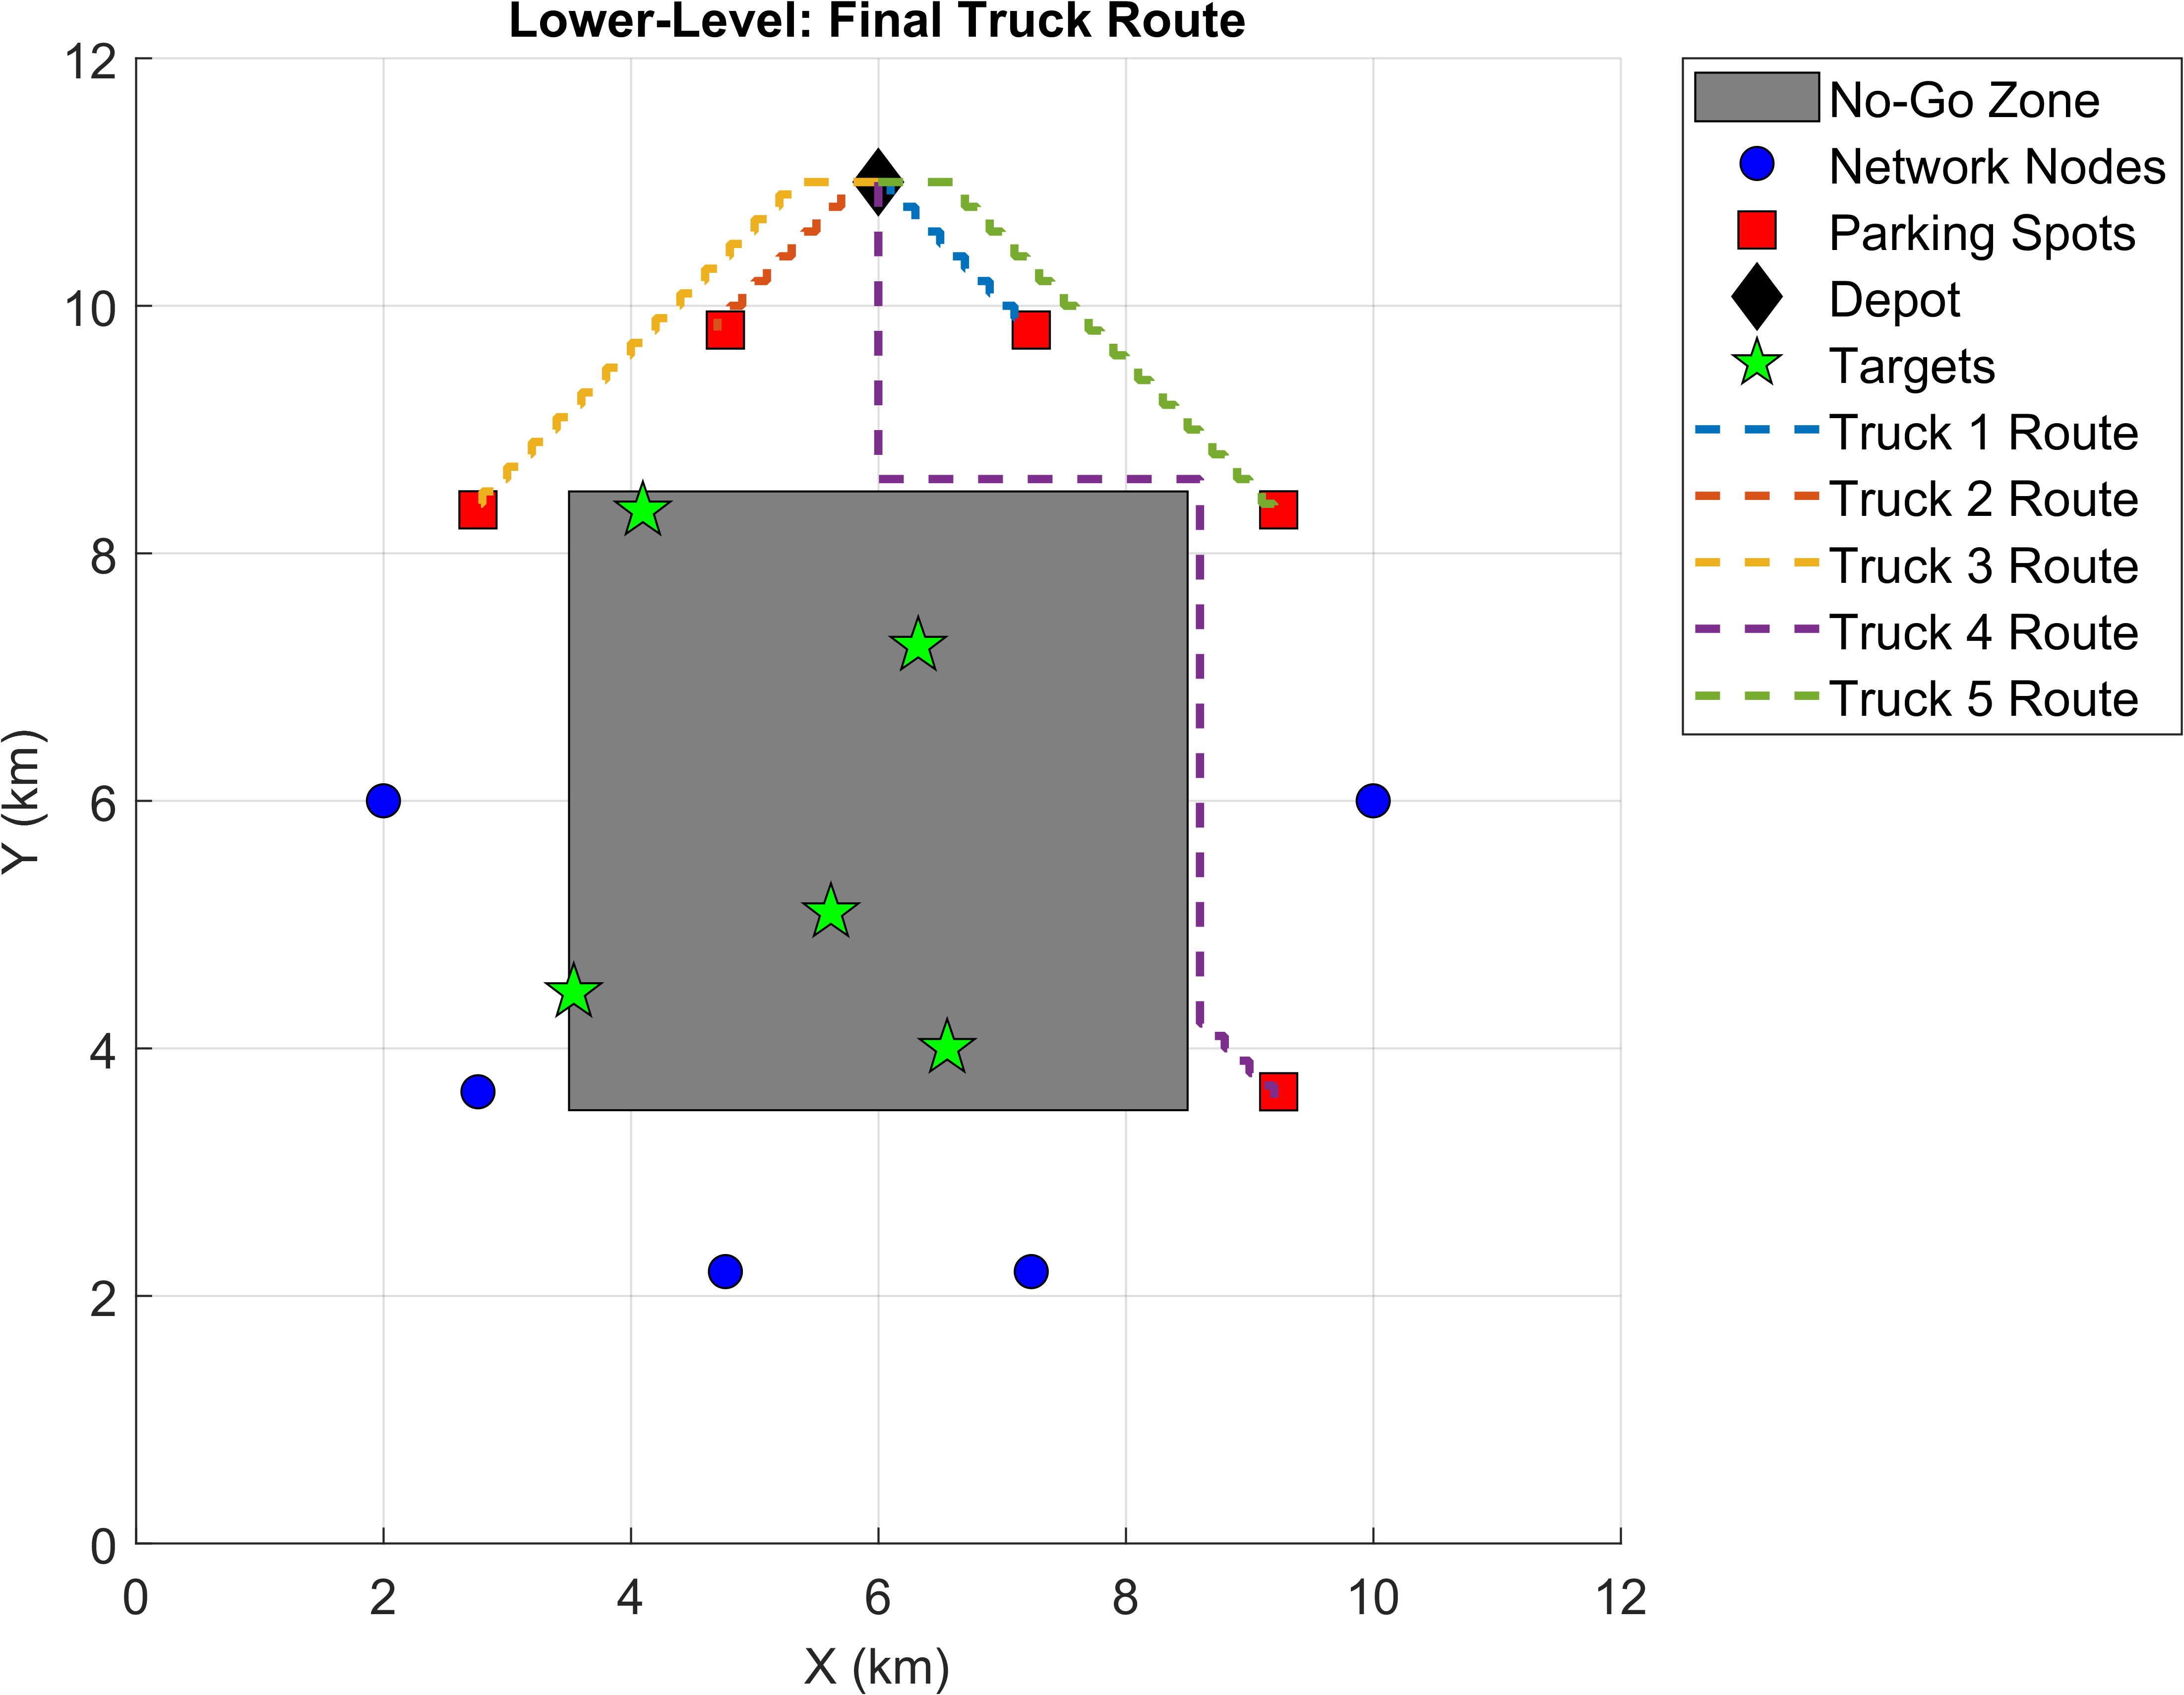 Lower-Level: Final Truck Route
12
10
8
6
4
2
0
Y (km)
0 2 4 6 8 10 12
X (km)
No-Go Zone
Network Nodes
Parking Spots
Depot
Targets
Truck 1 Route
Truck 2 Route
Truck 3 Route
Truck 4 Route
Truck 5 Route